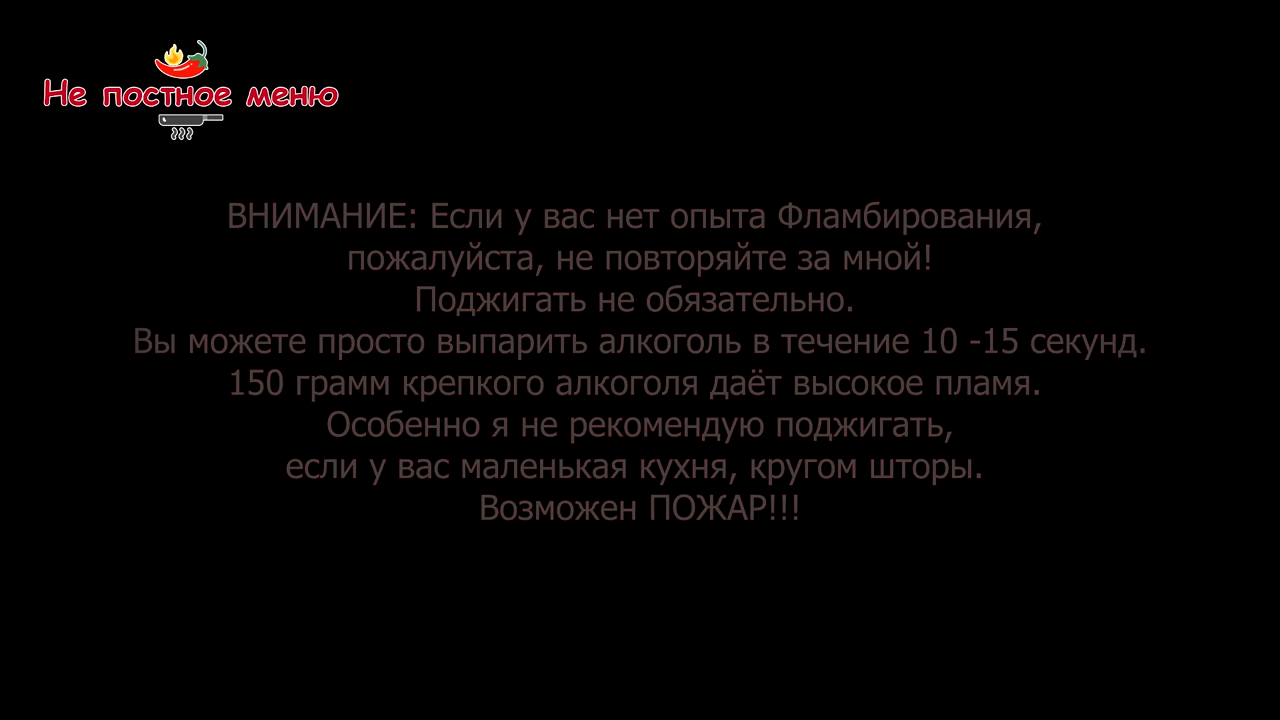 Не постное меню
ВНИМАНИЕ: Если у вас нет опыта Фламбирования,
пожалуйста, не повторяйте за мной!
Поджигать не обязательно.
Вы можете просто выпарить алкоголь в течение 10 -15 секунд.
150 грамм крепкого алкоголя даёт высокое пламя.
Особенно я не рекомендую поджигать,
если у вас маленькая кухня, кругом шторы.
Возможен ПОЖАР!!!